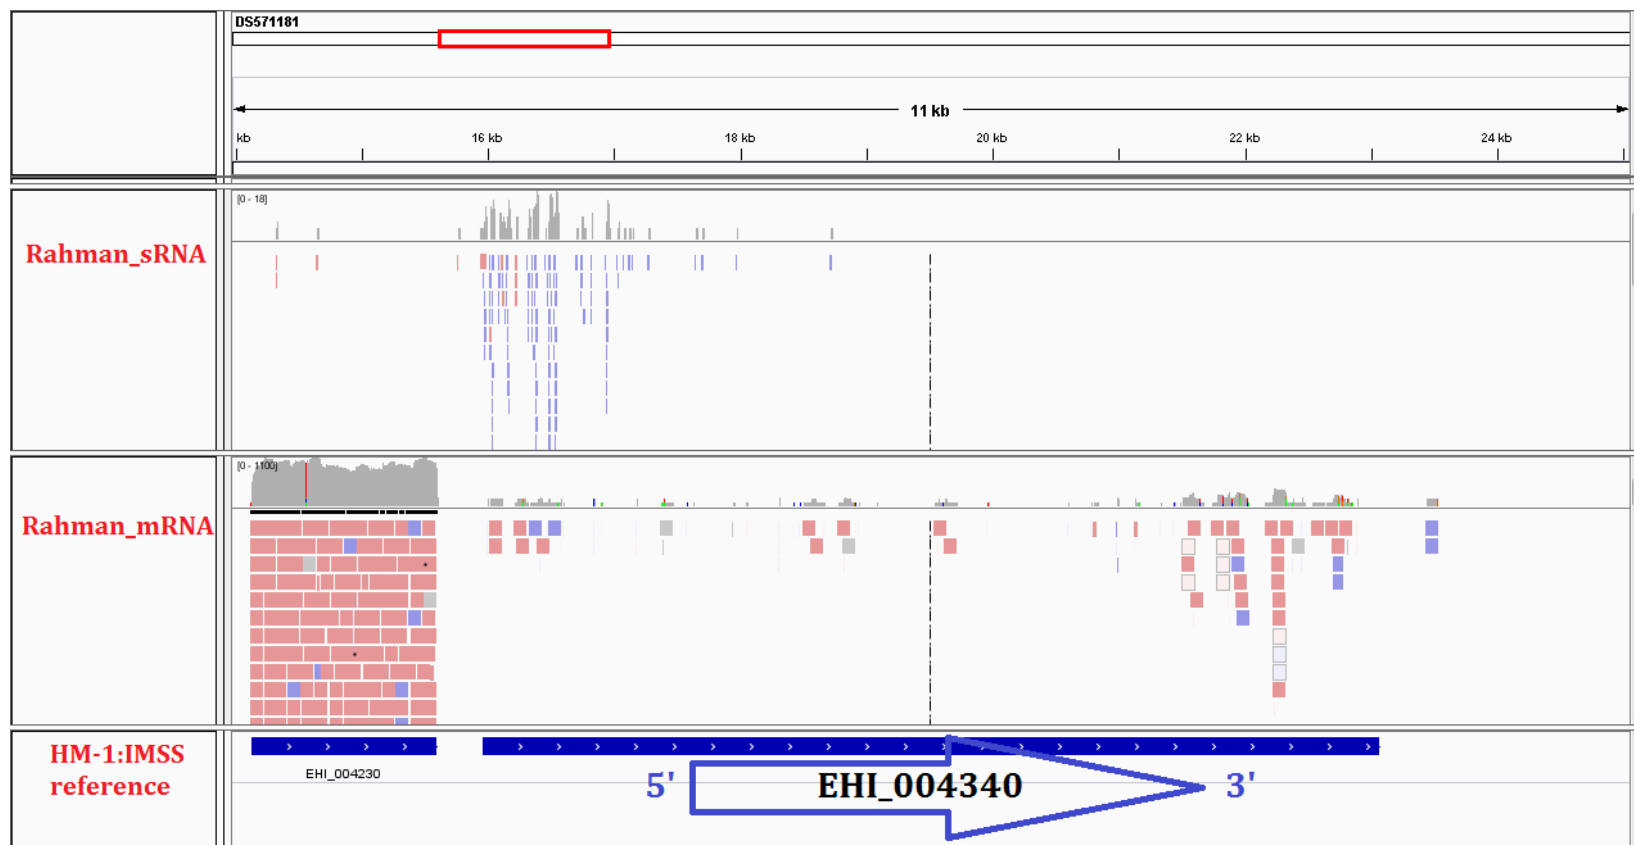 DS571181
11 kb
kb
16 kb
18 kb
20 kb
22 kb
24 kb
[0 - 18]
Rahman_sRNA
[0 - 1100]
Rahman_mRNA
HM-1:IMSS
reference
EHI_004230
5'
EHI_004340
3'